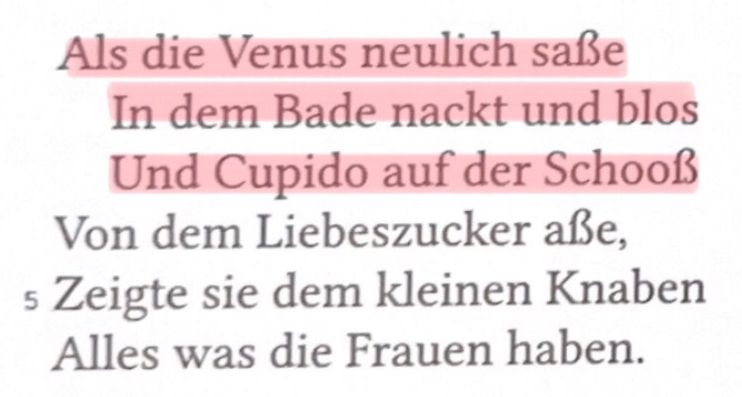 Als die Venus neulich saße
In dem Bade nackt und blos
Und Cupido auf der Schooß
Von dem Liebeszucker aße,
5 Zeigte sie dem kleinen Knaben
Alles was die Frauen haben.